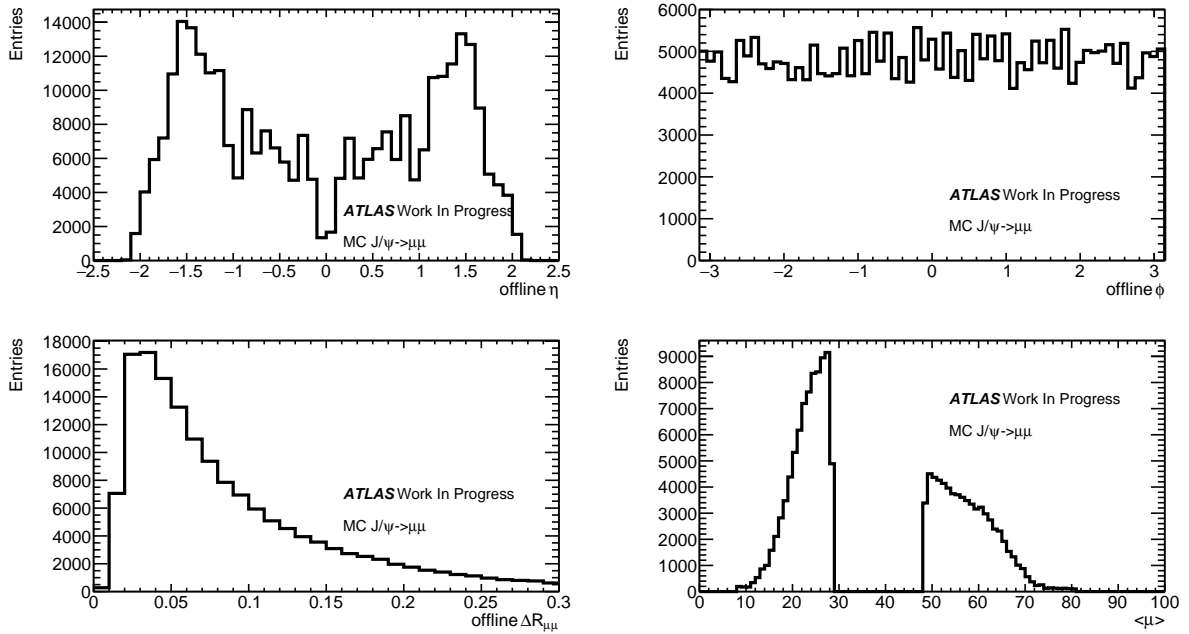 Entries
14000
12000
10000
8000
6000
4000
2000
0
ATLAS Work In Progress
MC J/ψ->μμ
−2.5 −2 −1.5 −1 −0.5 0 0.5 1 1.5 2 2.5
offline η
Entries
6000
5000
4000
3000
2000
1000
0
ATLAS Work In Progress
MC J/ψ->μμ
−3 −2 −1 0 1 2 3
offline ϕ
Entries
18000
16000
14000
12000
10000
8000
6000
4000
2000
0
ATLAS Work In Progress
MC J/ψ->μμ
0 0.05 0.1 0.15 0.2 0.25 0.3
offline ΔRμμ
Entries
9000
8000
7000
6000
5000
4000
3000
2000
1000
0
ATLAS Work In Progress
MC J/ψ->μμ
0 10 20 30 40 50 60 70 80 90 100
<μ>